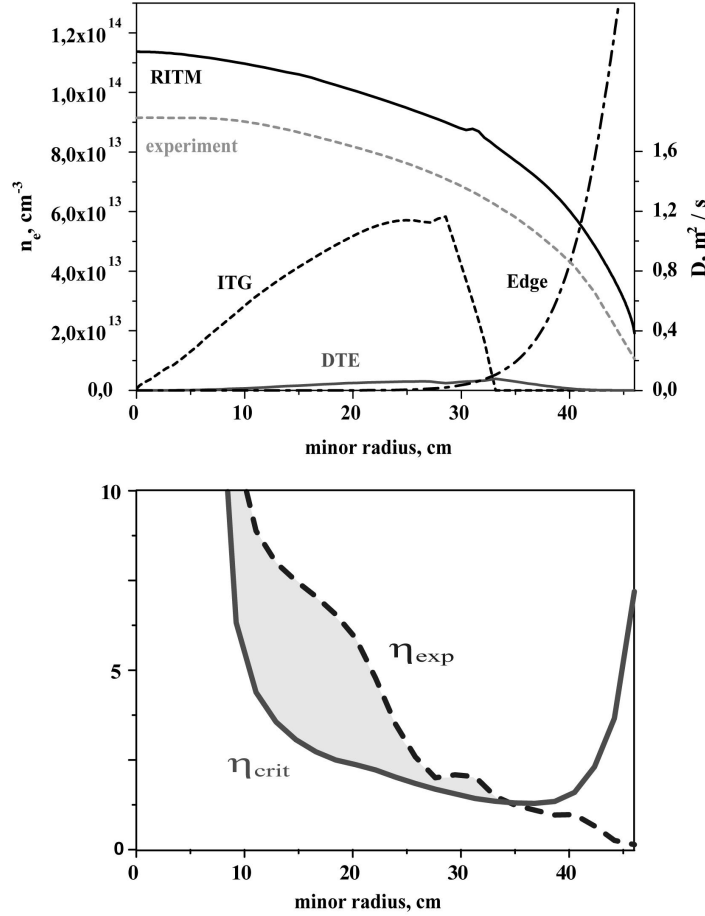 1,2x10^14
1,0x10^14
8,0x10^13
6,0x10^13
4,0x10^13
2,0x10^13
0,0
n_e, cm^-3
RITM
experiment
ITG
DTE
Edge
1,6
1,2
0,8
0,4
0,0
D, m^2 / s
0 10 20 30 40
minor radius, cm
10
5
0
η_exp
η_crit
0 10 20 30 40
minor radius, cm